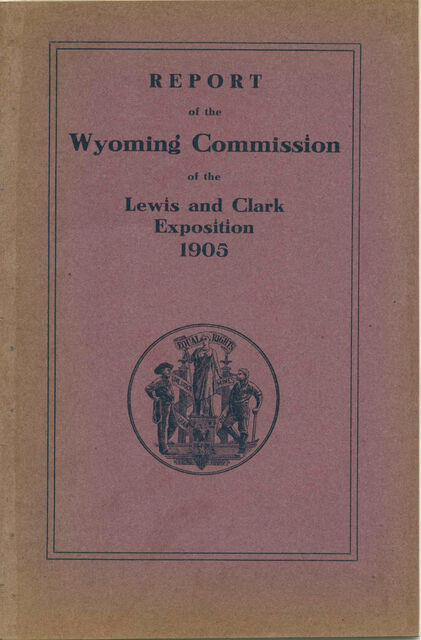 REPORT
of the
Wyoming Commission
of the
Lewis and Clark
Exposition
1905
EQUAL RIGHTS